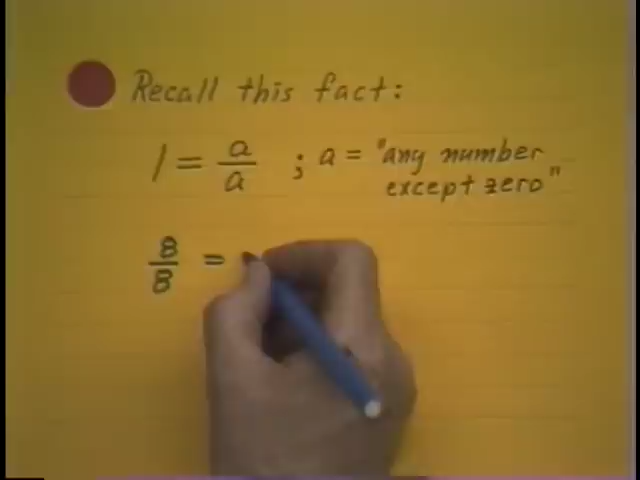 Recall this fact:
1 = a/a ; a = "any number
except zero"
8/8 =